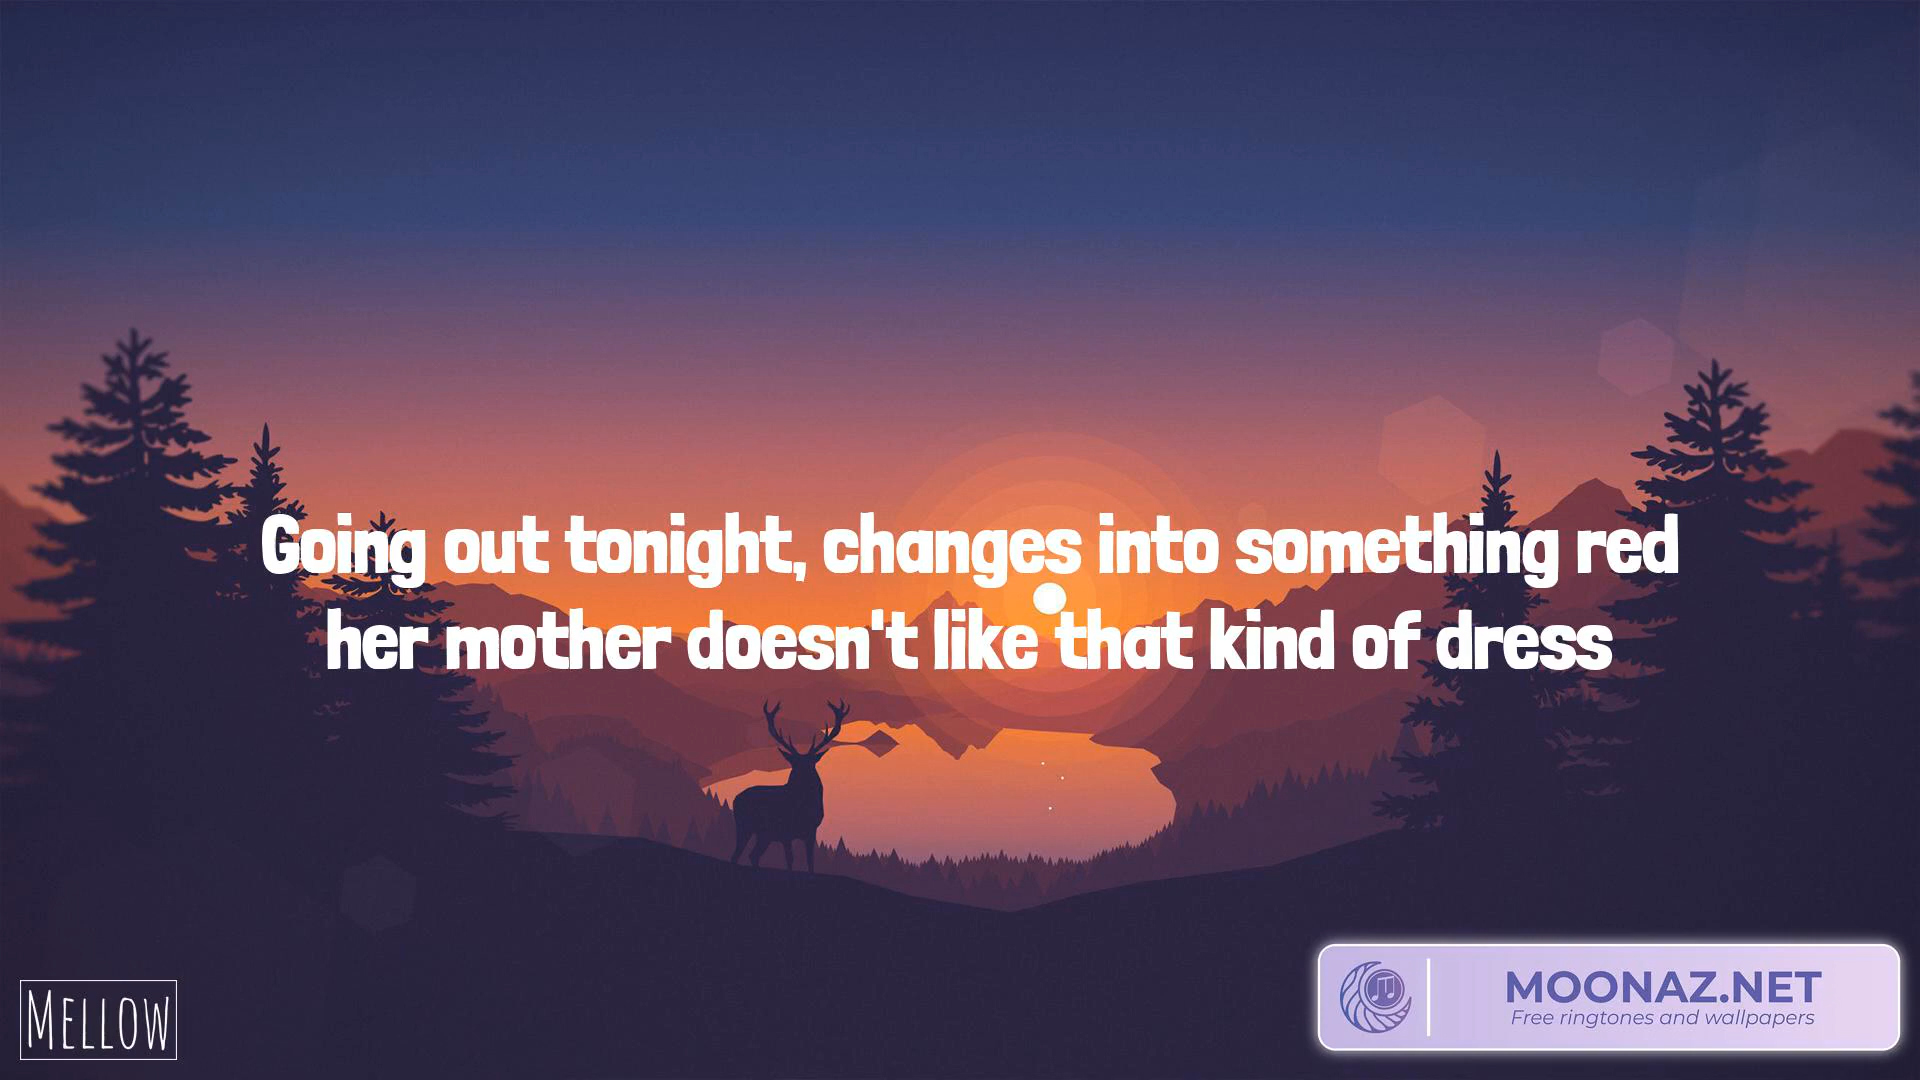 Going out tonight, changes into something red
her mother doesn't like that kind of dress
MELLOW
MOONAZ.NET
Free ringtones and wallpapers